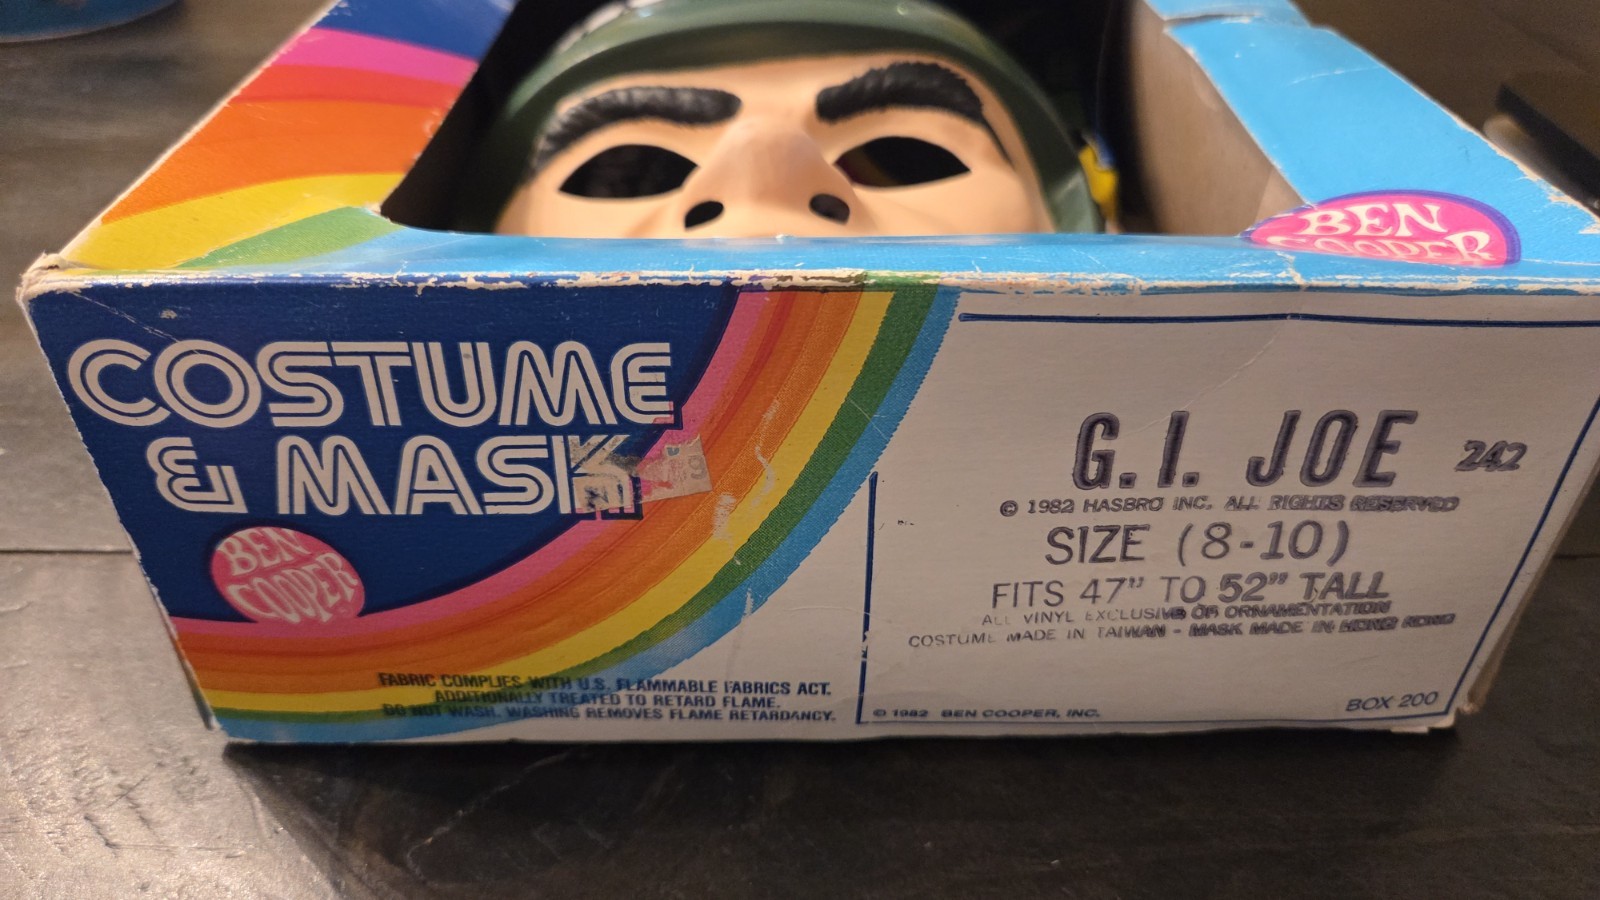 BEN
COOPER
COSTUME
& MASK
BEN
COOPER
FABRIC COMPLIES WITH U.S. FLAMMABLE FABRICS ACT.
ADDITIONALLY TREATED TO RETARD FLAME.
DO NOT WASH. WASHING REMOVES FLAME RETARDANCY.
G.I. JOE 242
© 1982 HASBRO INC. ALL RIGHTS RESERVED
SIZE (8-10)
FITS 47" TO 52" TALL
ALL VINYL EXCLUSIVE OF ORNAMENTATION
COSTUME MADE IN TAIWAN - MASK MADE IN HONG KONG
© 1982 BEN COOPER, INC.
BOX 200